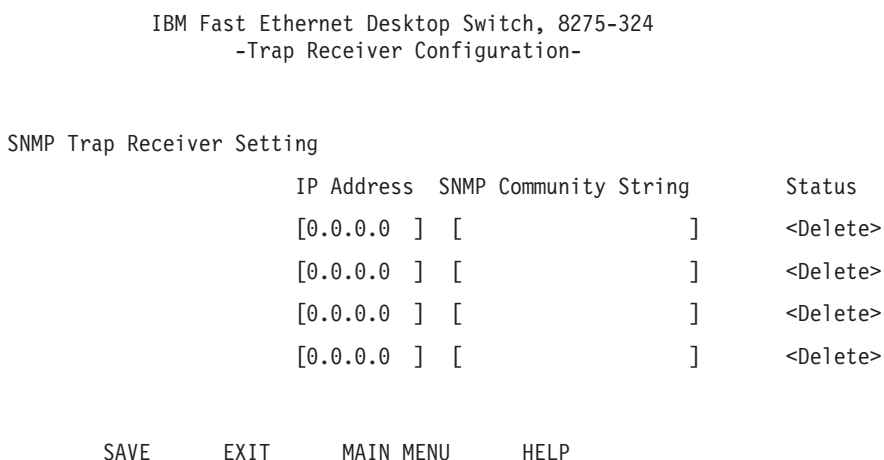 IBM Fast Ethernet Desktop Switch, 8275-324
-Trap Receiver Configuration-
SNMP Trap Receiver Setting
IP Address SNMP Community String Status
[0.0.0.0 ] [ ] <Delete>
[0.0.0.0 ] [ ] <Delete>
[0.0.0.0 ] [ ] <Delete>
[0.0.0.0 ] [ ] <Delete>
SAVE EXIT MAIN MENU HELP